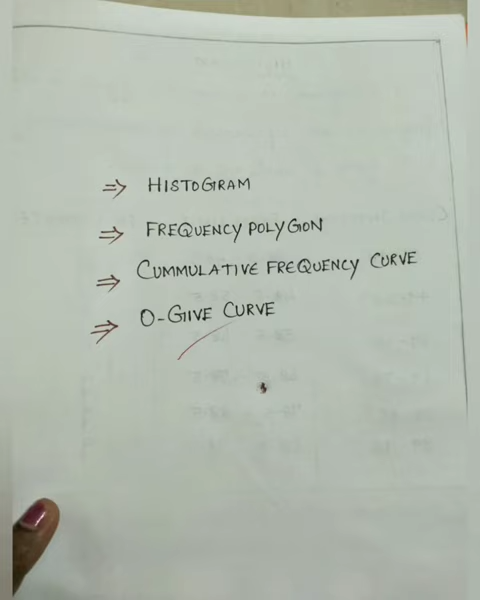 ⇒ HISTOGRAM
⇒ FREQUENCY POLYGON
⇒ CUMMULATIVE FREQUENCY CURVE
⇒ O-GIVE CURVE